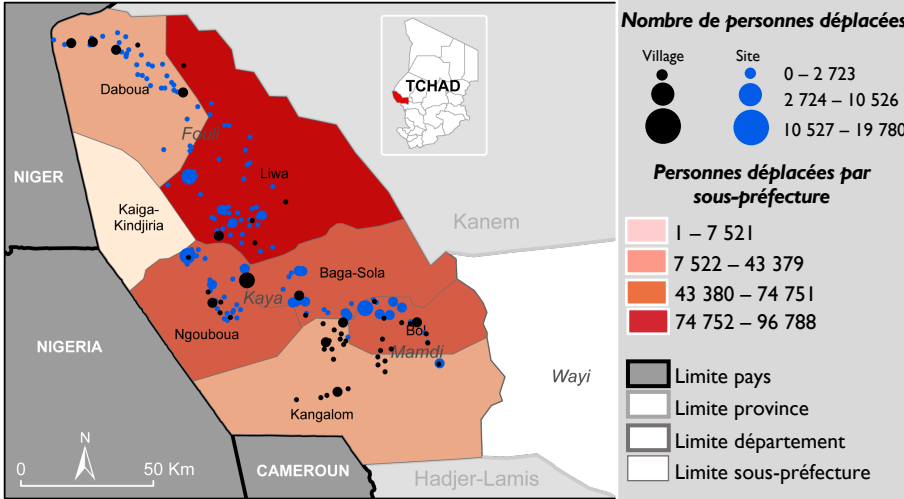 Daboua
Fouli
TCHAD
NIGER
Liwa
Kaiga-
Kindjiria
Kanem
Baga-Sola
Kaya
Ngouboua
Bol
Mamdi
NIGERIA
Wayi
Kangalom
N
0 50 Km
CAMEROUN
Hadjer-Lamis
Nombre de personnes déplacées
Village Site
0 – 2 723
2 724 – 10 526
10 527 – 19 780
Personnes déplacées par
sous-préfecture
1 – 7 521
7 522 – 43 379
43 380 – 74 751
74 752 – 96 788
Limite pays
Limite province
Limite département
Limite sous-préfecture